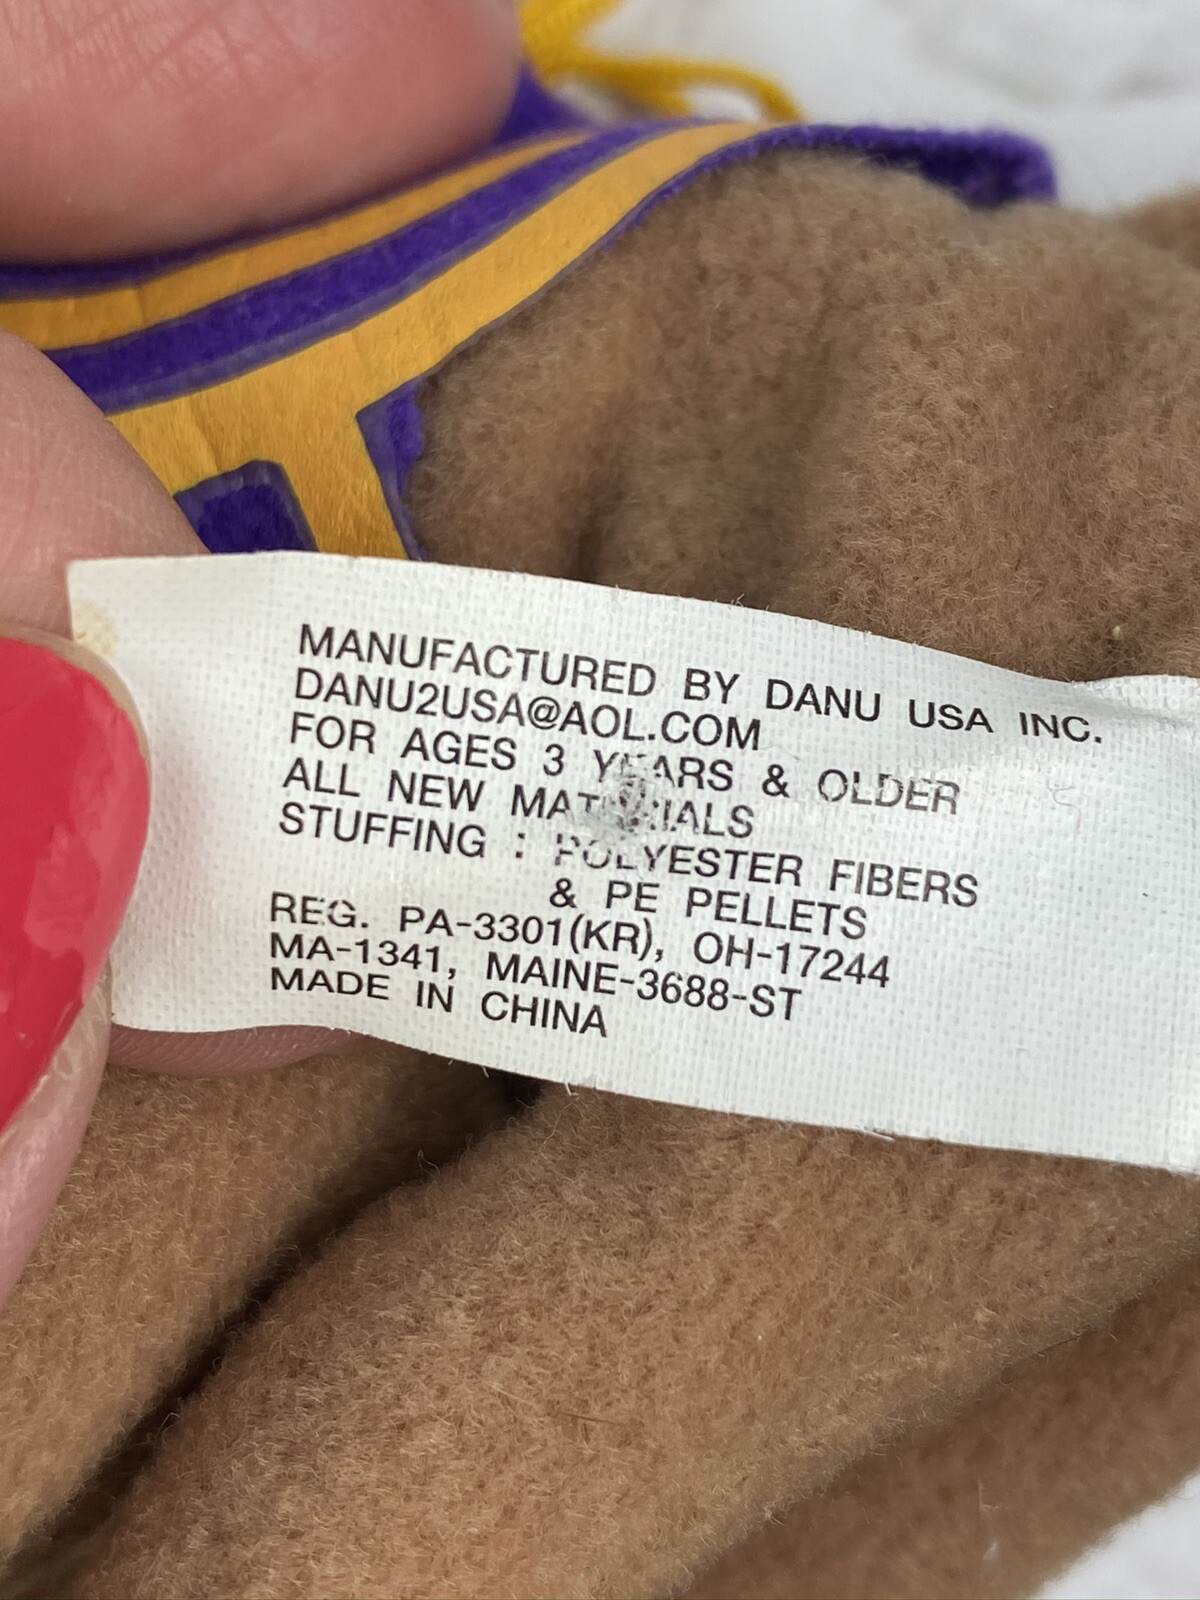 MANUFACTURED BY DANU USA INC.
DANU2USA@AOL.COM
FOR AGES 3 YEARS & OLDER
ALL NEW MATERIALS
STUFFING : POLYESTER FIBERS
& PE PELLETS
REG. PA-3301(KR), OH-17244
MA-1341, MAINE-3688-ST
MADE IN CHINA